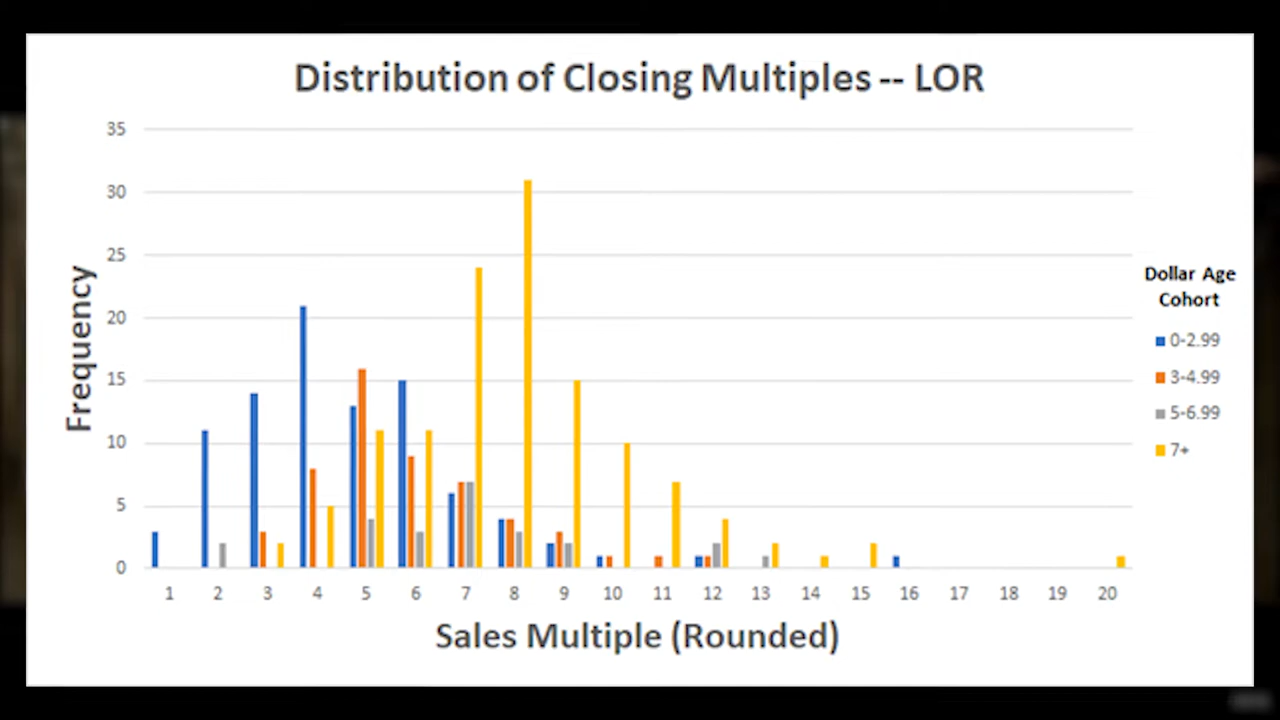 Distribution of Closing Multiples -- LOR
35
30
25
20
15
10
5
0
Frequency
1 2 3 4 5 6 7 8 9 10 11 12 13 14 15 16 17 18 19 20
Sales Multiple (Rounded)
Dollar Age
Cohort
0-2.99
3-4.99
5-6.99
7+